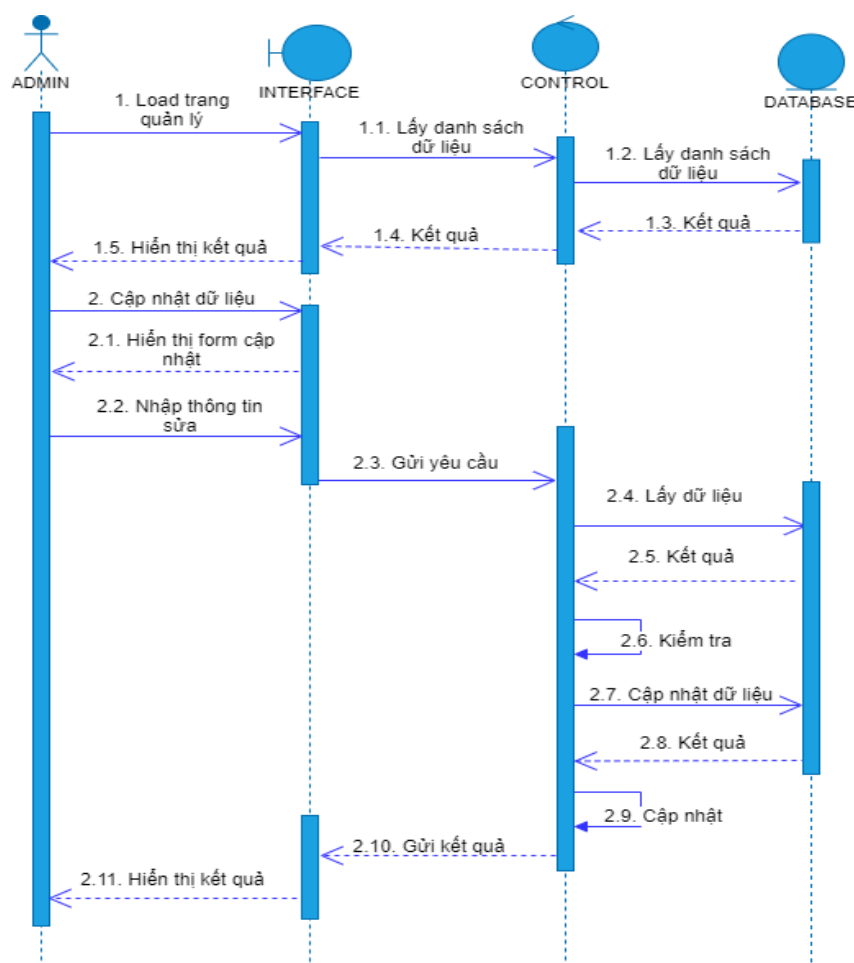 ADMIN
INTERFACE
CONTROL
DATABASE
1. Load trang
quản lý
1.1. Lấy danh sách
dữ liệu
1.2. Lấy danh sách
dữ liệu
1.3. Kết quả
1.4. Kết quả
1.5. Hiển thị kết quả
2. Cập nhật dữ liệu
2.1. Hiển thị form cập
nhật
2.2. Nhập thông tin
sửa
2.3. Gửi yêu cầu
2.4. Lấy dữ liệu
2.5. Kết quả
2.6. Kiểm tra
2.7. Cập nhật dữ liệu
2.8. Kết quả
2.9. Cập nhật
2.10. Gửi kết quả
2.11. Hiển thị kết quả